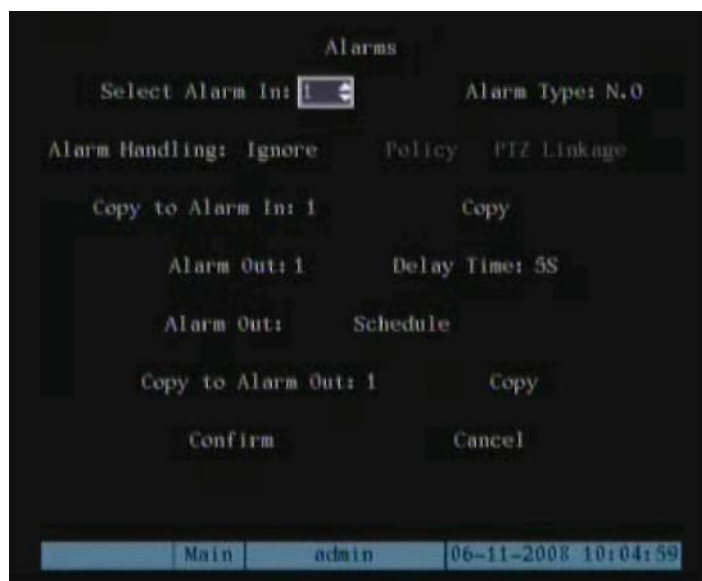 Alarms
Select Alarm In: 1 Alarm Type: N.O
Alarm Handling: Ignore Policy PTZ Linkage
Copy to Alarm In: 1 Copy
Alarm Out: 1 Delay Time: 5S
Alarm Out: Schedule
Copy to Alarm Out: 1 Copy
Confirm Cancel
Main admin 06-11-2008 10:04:59